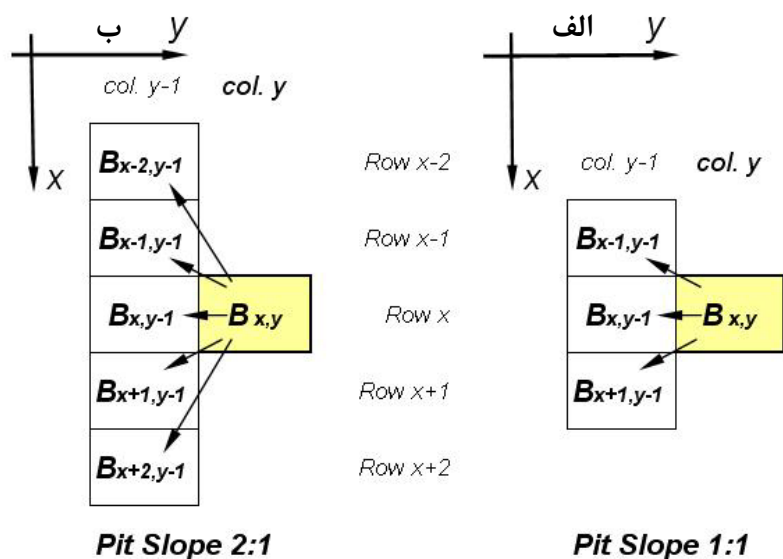 ب y
col. y-1 col. y
x
Bx-2,y-1
Bx-1,y-1
Bx,y-1 B x,y
Bx+1,y-1
Bx+2,y-1
Pit Slope 2:1
Row x-2
Row x-1
Row x
Row x+1
Row x+2
الف y
x
col. y-1 col. y
Bx-1,y-1
Bx,y-1 B x,y
Bx+1,y-1
Pit Slope 1:1